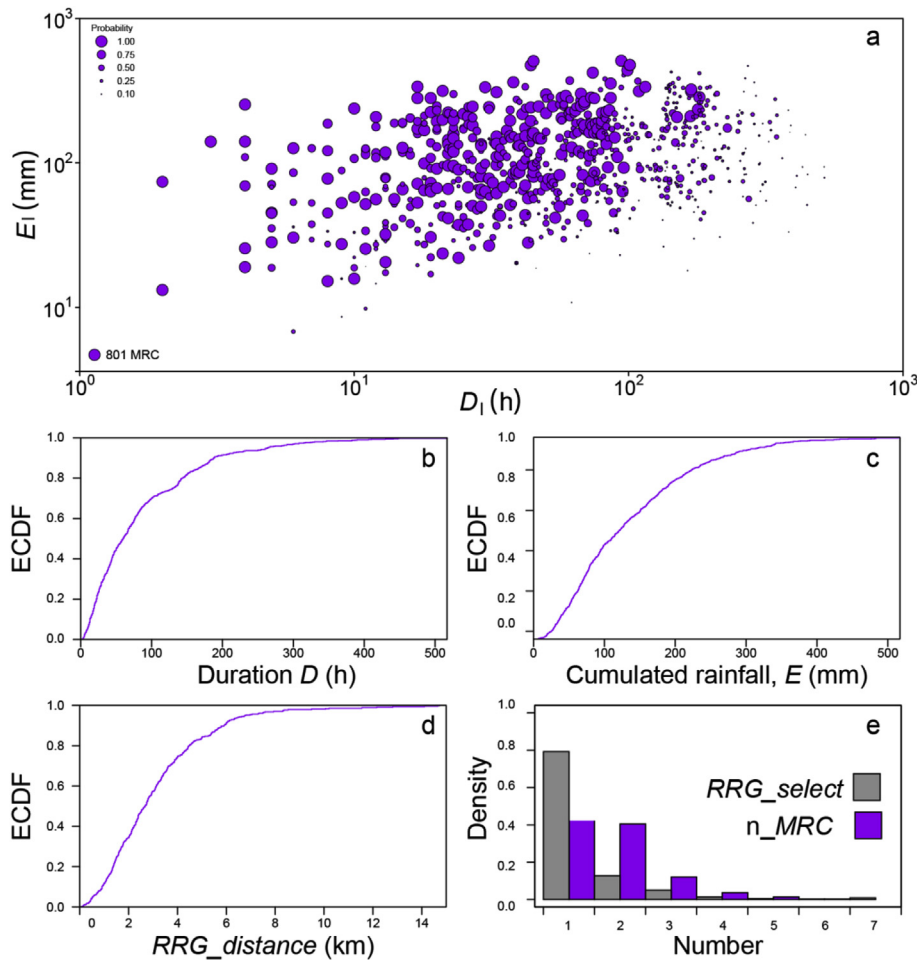 Probability
1.00
0.75
0.50
0.25
0.10
a
10³
10²
10¹
E_I (mm)
801 MRC
10⁰ 10¹ 10² 10³
D_I (h)
b
1.0
0.8
0.6
0.4
0.2
0.0
ECDF
0 100 200 300 400 500
Duration D (h)
c
1.0
0.8
0.6
0.4
0.2
0.0
ECDF
0 100 200 300 400 500
Cumulated rainfall, E (mm)
d
1.0
0.8
0.6
0.4
0.2
0.0
ECDF
0 2 4 6 8 10 12 14
RRG_distance (km)
e
1.0
0.8
0.6
0.4
0.2
0.0
Density
RRG_select
n_MRC
1 2 3 4 5 6 7
Number